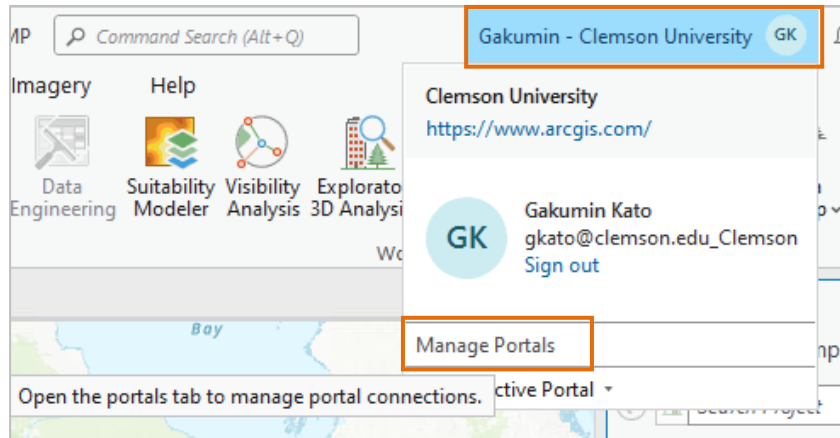 MP
Command Search (Alt+Q)
Gakumin - Clemson University GK
Imagery Help
Clemson University
https://www.arcgis.com/
Data Engineering
Suitability Modeler
Visibility Analysis
3D
GK
Gakumin Kato
gkato@clemson.edu_Clemson
Sign out
Bay
Manage Portals
Open the portals tab to manage portal connections.
Portal